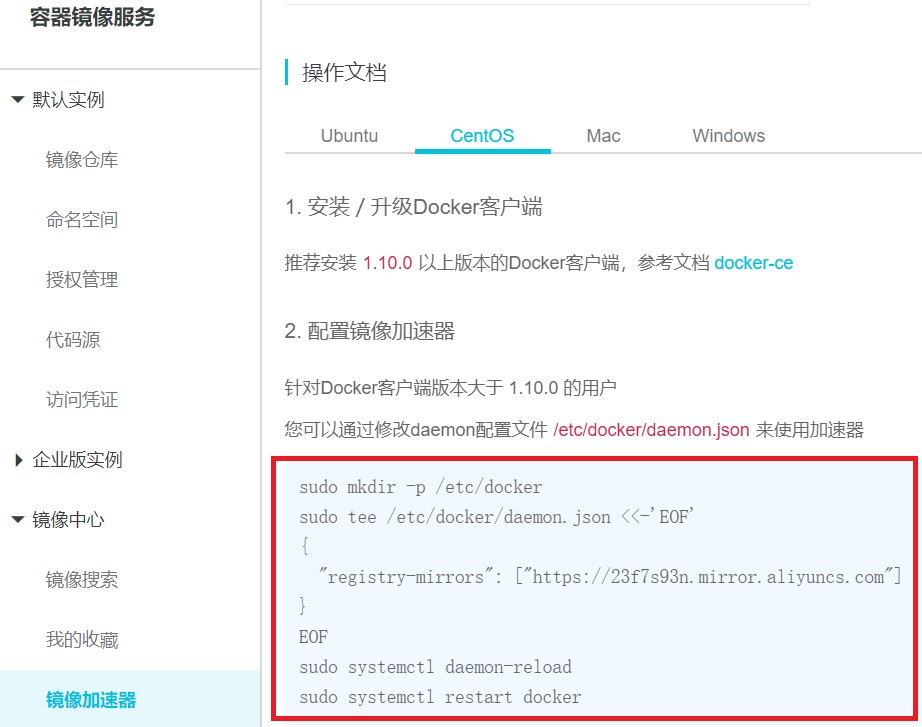 容器镜像服务
默认实例
镜像仓库
命名空间
授权管理
代码源
访问凭证
企业版实例
镜像中心
镜像搜索
我的收藏
镜像加速器
操作文档
Ubuntu CentOS Mac Windows
1. 安装 / 升级Docker客户端
推荐安装 1.10.0 以上版本的Docker客户端，参考文档 docker-ce
2. 配置镜像加速器
针对Docker客户端版本大于 1.10.0 的用户
您可以通过修改daemon配置文件 /etc/docker/daemon.json 来使用加速器
sudo mkdir -p /etc/docker
sudo tee /etc/docker/daemon.json <<-'EOF'
{
  "registry-mirrors": ["https://23f7s93n.mirror.aliyuncs.com"]
}
EOF
sudo systemctl daemon-reload
sudo systemctl restart docker